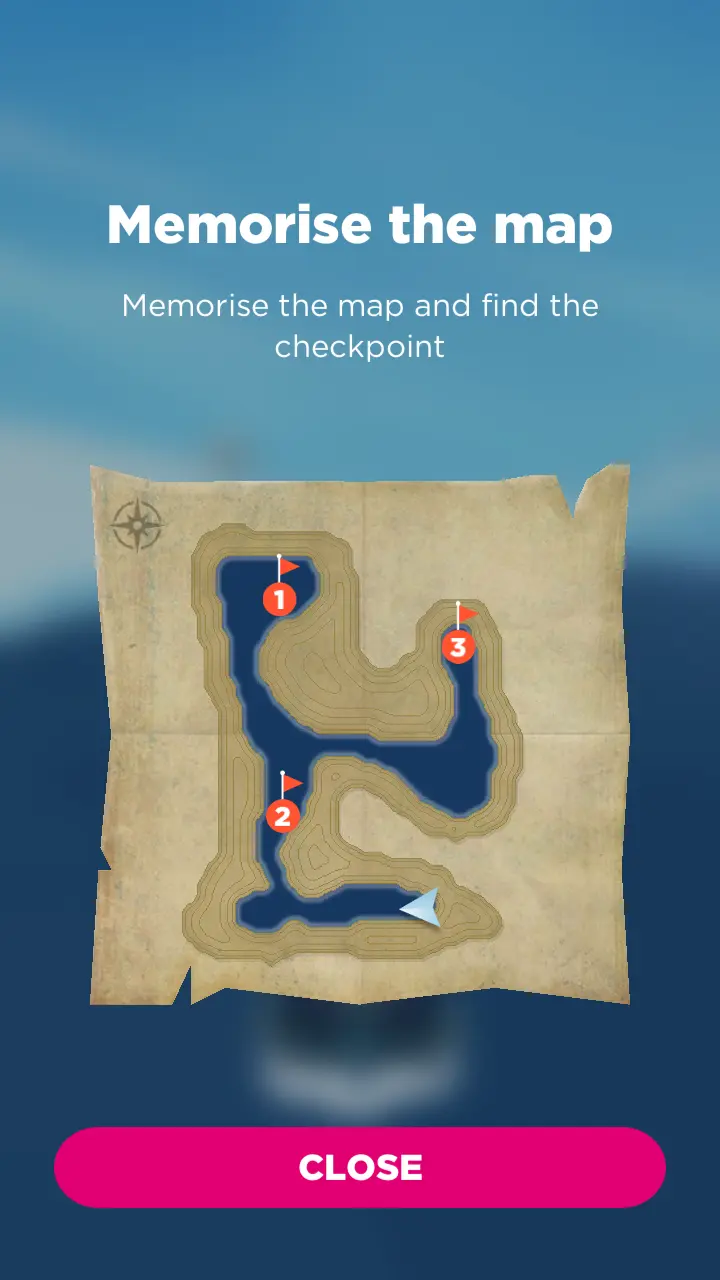 Memorise the map
Memorise the map and find the
checkpoint
1
3
2
CLOSE